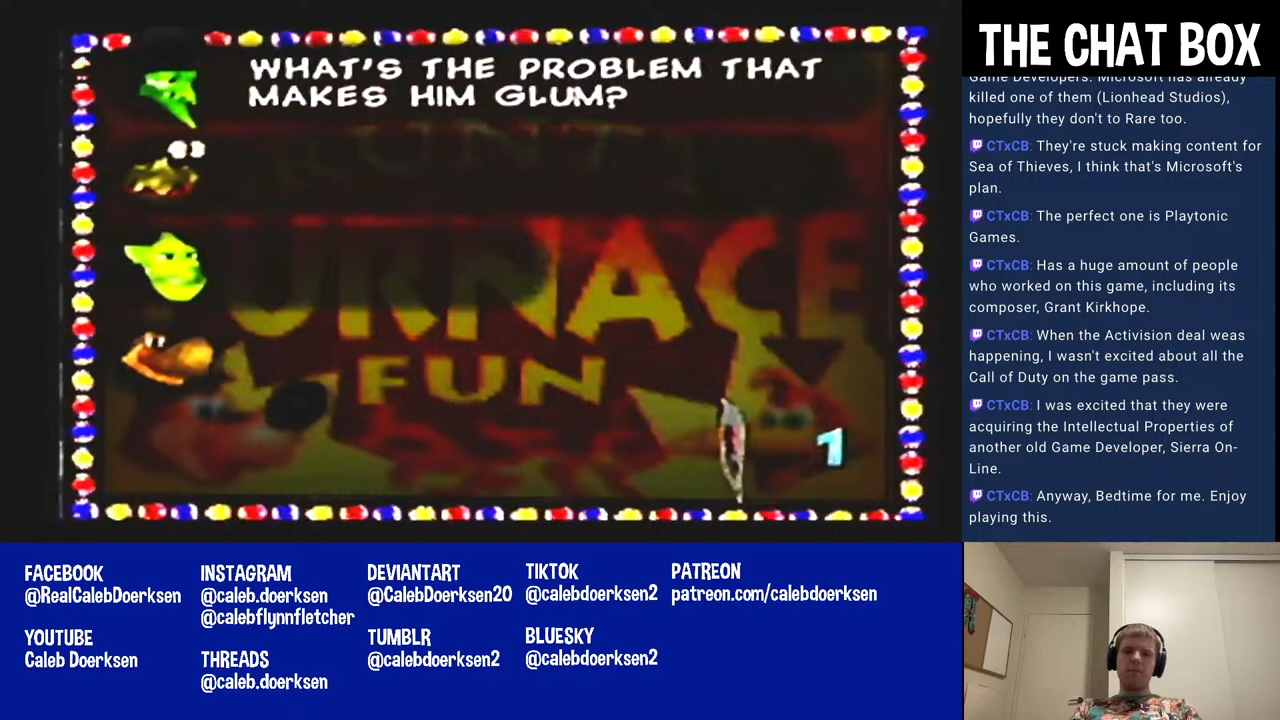 WHAT'S THE PROBLEM THAT
MAKES HIM GLUM?
FURNACE
FUN
1
THE CHAT BOX
Game Developers. Microsoft has already
killed one of them (Lionhead Studios),
hopefully they don't to Rare too.
CTxCB: They're stuck making content for
Sea of Thieves, I think that's Microsoft's
plan.
CTxCB: The perfect one is Playtonic
Games.
CTxCB: Has a huge amount of people
who worked on this game, including its
composer, Grant Kirkhope.
CTxCB: When the Activision deal weas
happening, I wasn't excited about all the
Call of Duty on the game pass.
CTxCB: I was excited that they were
acquiring the Intellectual Properties of
another old Game Developer, Sierra On-
Line.
CTxCB: Anyway, Bedtime for me. Enjoy
playing this.
FACEBOOK
@RealCalebDoerksen
YOUTUBE
Caleb Doerksen
INSTAGRAM
@caleb.doerksen
@calebflynnfletcher
THREADS
@caleb.doerksen
DEVIANTART
@CalebDoerksen20
TUMBLR
@calebdoerksen2
TIKTOK
@calebdoerksen2
BLUESKY
@calebdoerksen2
PATREON
patreon.com/calebdoerksen